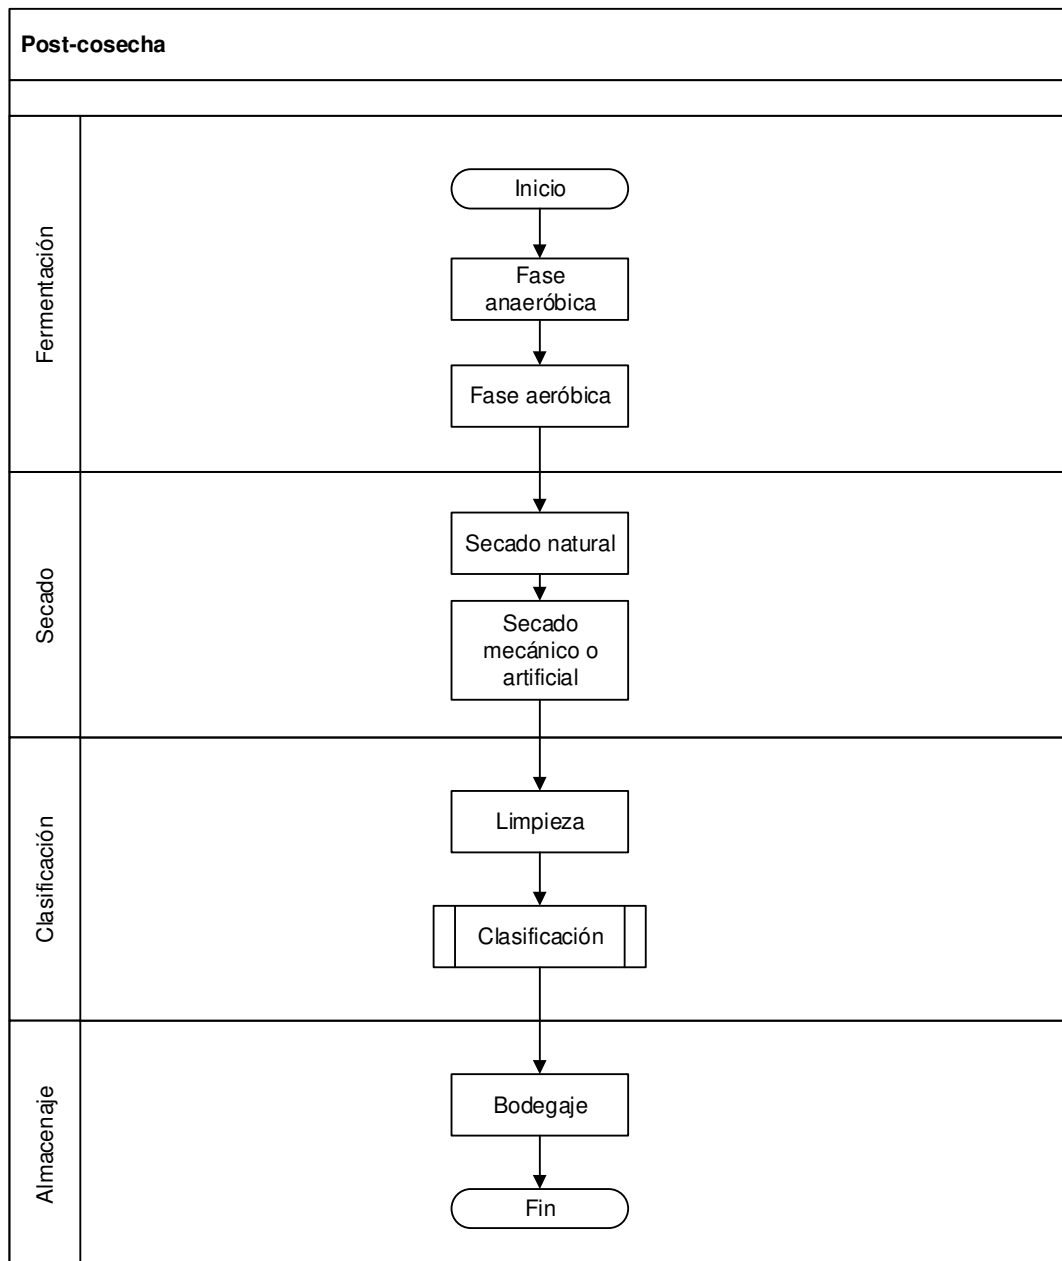 Post-cosecha
Fermentación
Inicio
Fase
anaeróbica
Fase aeróbica
Secado
Secado natural
Secado
mecánico o
artificial
Clasificación
Limpieza
Clasificación
Almacenaje
Bodegaje
Fin